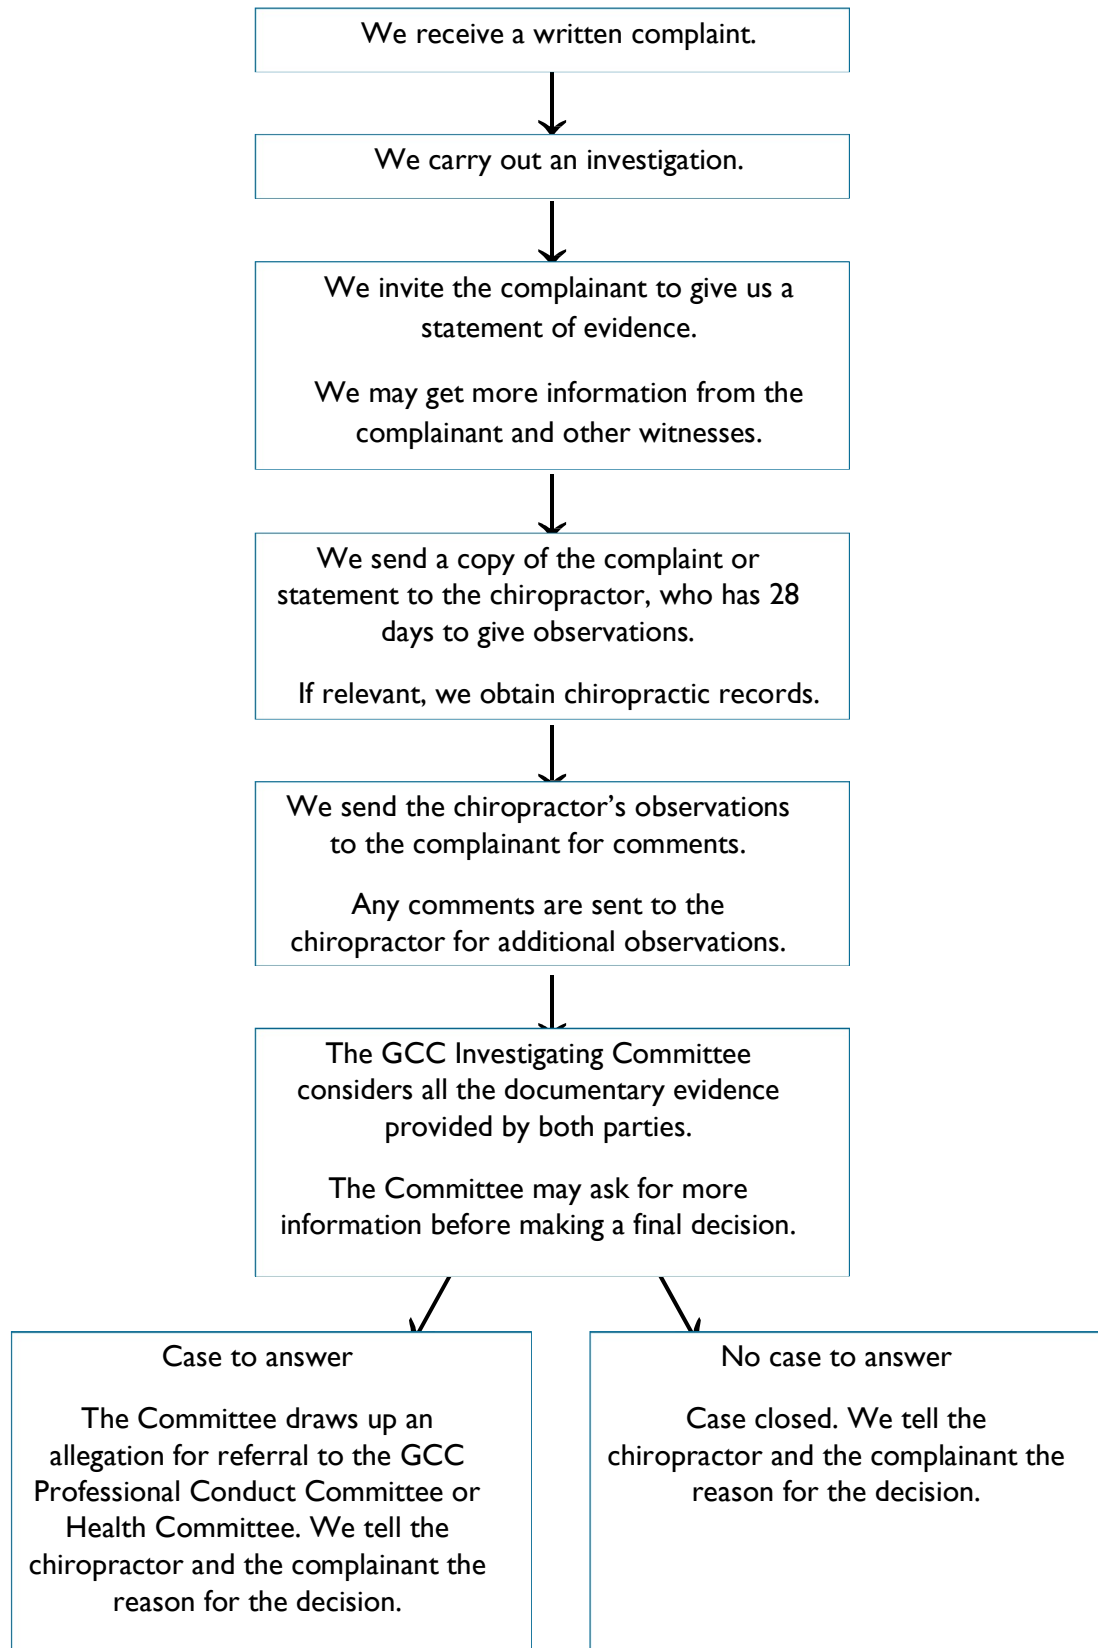 We receive a written complaint.
We carry out an investigation.
We invite the complainant to give us a
statement of evidence.
We may get more information from the
complainant and other witnesses.
We send a copy of the complaint or
statement to the chiropractor, who has 28
days to give observations.
If relevant, we obtain chiropractic records.
We send the chiropractor’s observations
to the complainant for comments.
Any comments are sent to the
chiropractor for additional observations.
The GCC Investigating Committee
considers all the documentary evidence
provided by both parties.
The Committee may ask for more
information before making a final decision.
Case to answer
The Committee draws up an
allegation for referral to the GCC
Professional Conduct Committee or
Health Committee. We tell the
chiropractor and the complainant the
reason for the decision.
No case to answer
Case closed. We tell the
chiropractor and the complainant the
reason for the decision.